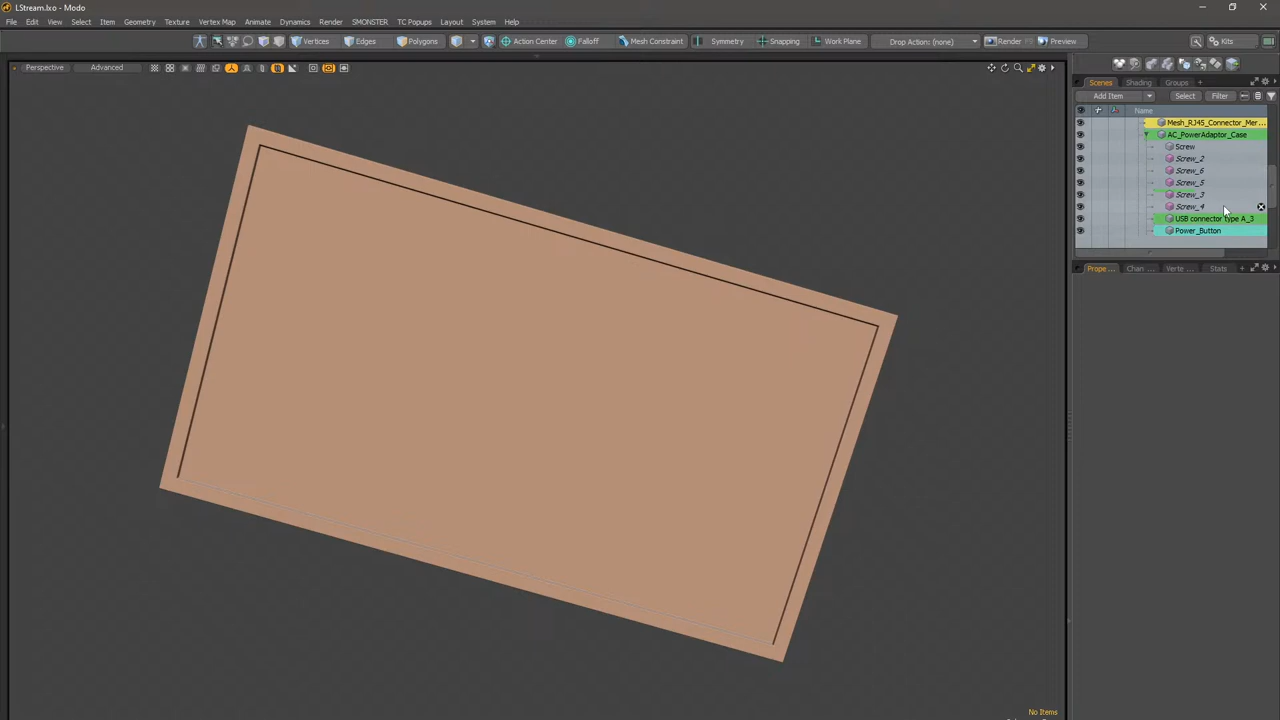 LStream.lxo - Modo
File Edit View Select Item Geometry Texture Vertex Map Animate Dynamics Render SMONSTER TC Popups Layout System Help
Vertices Edges Polygons Action Center Falloff Mesh Constraint Symmetry Snapping Work Plane Drop Action: (none) Render Preview Kits
Perspective Advanced
Scenes Shading Groups +
Add Item Select Filter
Name
Mesh_RJ45_Connector_Mer...
AC_PowerAdaptor_Case
Screw
Screw_2
Screw_6
Screw_5
Screw_3
Screw_4
USB connector type A_3
Power_Button
Prope ... Chan ... Verte ... Stats +
No Items